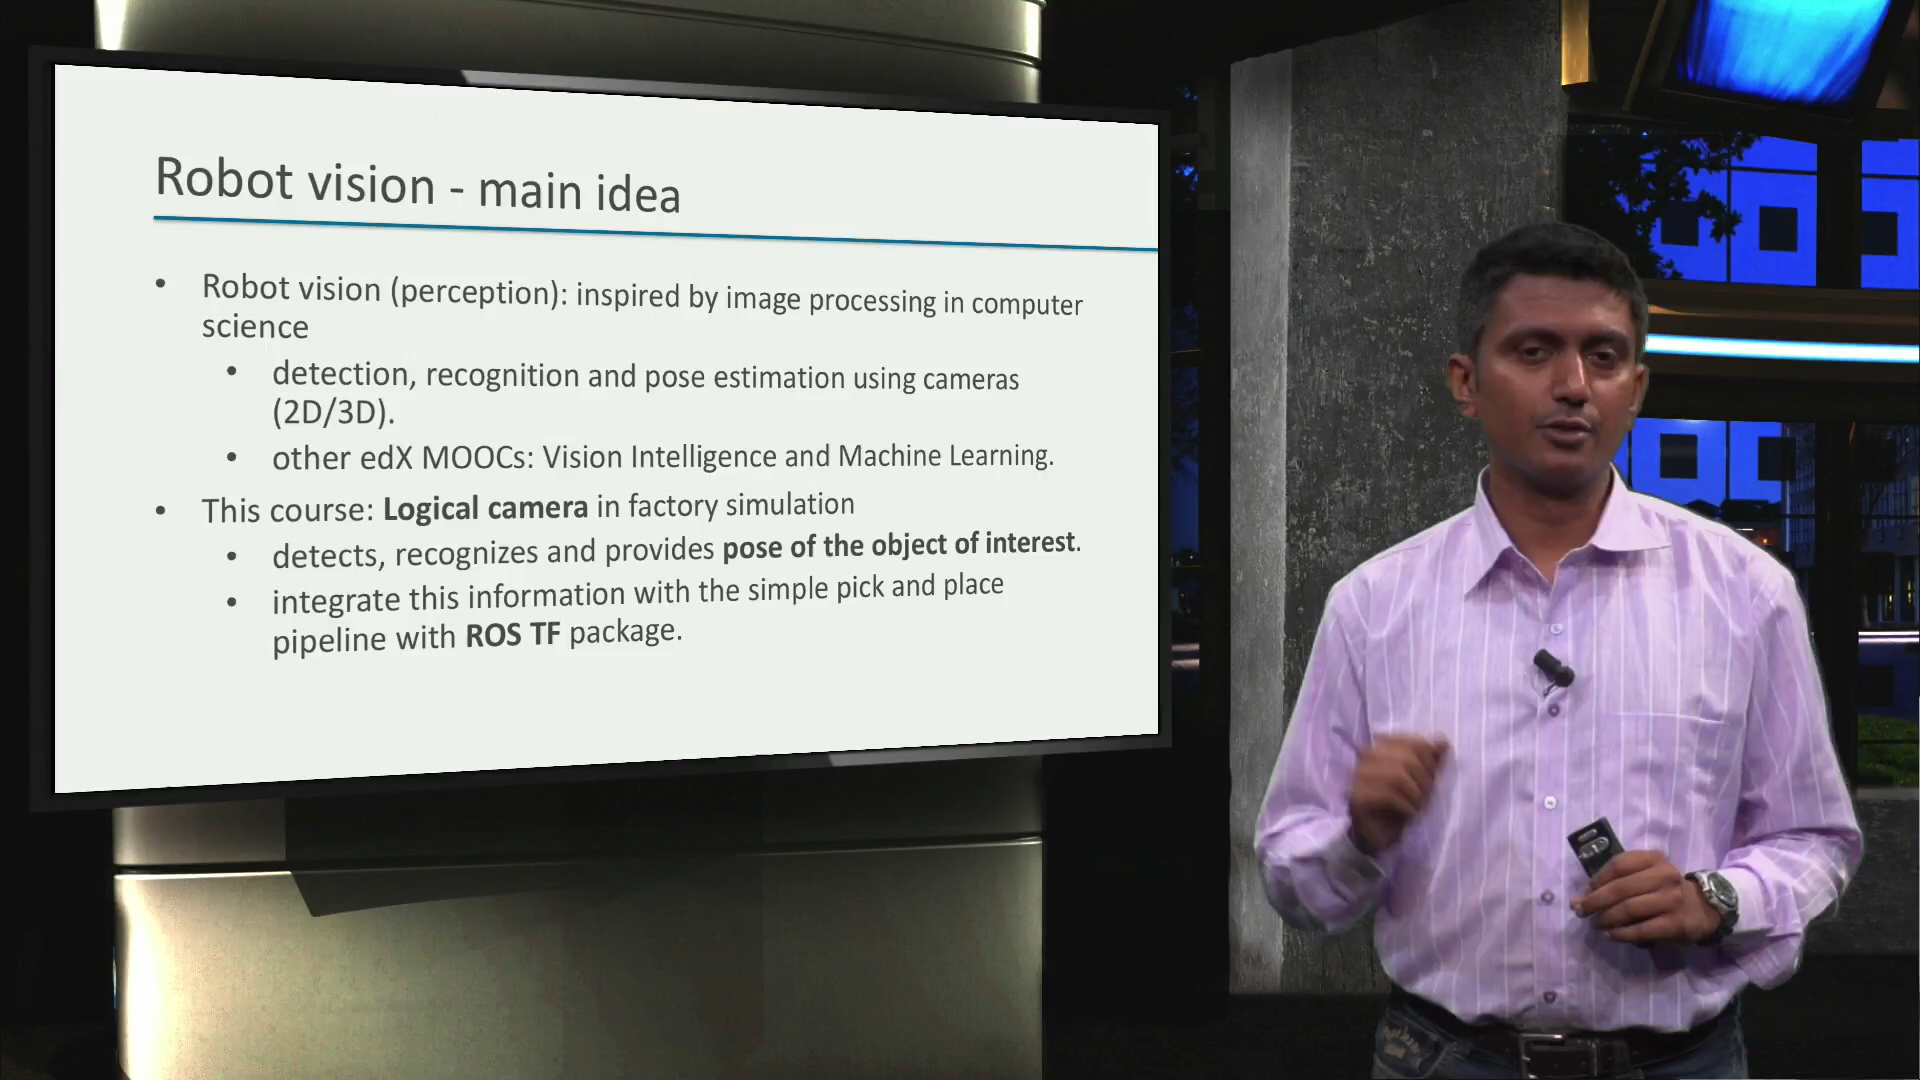 Robot vision - main idea
• Robot vision (perception): inspired by image processing in computer
science
• detection, recognition and pose estimation using cameras
(2D/3D).
• other edX MOOCs: Vision Intelligence and Machine Learning.
• This course: Logical camera in factory simulation
• detects, recognizes and provides pose of the object of interest.
• integrate this information with the simple pick and place
pipeline with ROS TF package.